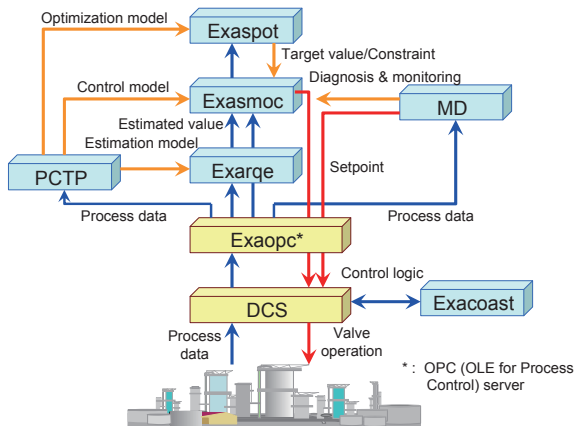 Optimization model
Exaspot
Target value/Constraint
Diagnosis & monitoring
Control model
Exasmoc
MD
Estimated value
Estimation model
PCTP
Exarqe
Setpoint
Process data
Process data
Exaopc*
Control logic
DCS
Exacoast
Process
data
Valve
operation
* : OPC (OLE for Process
Control) server